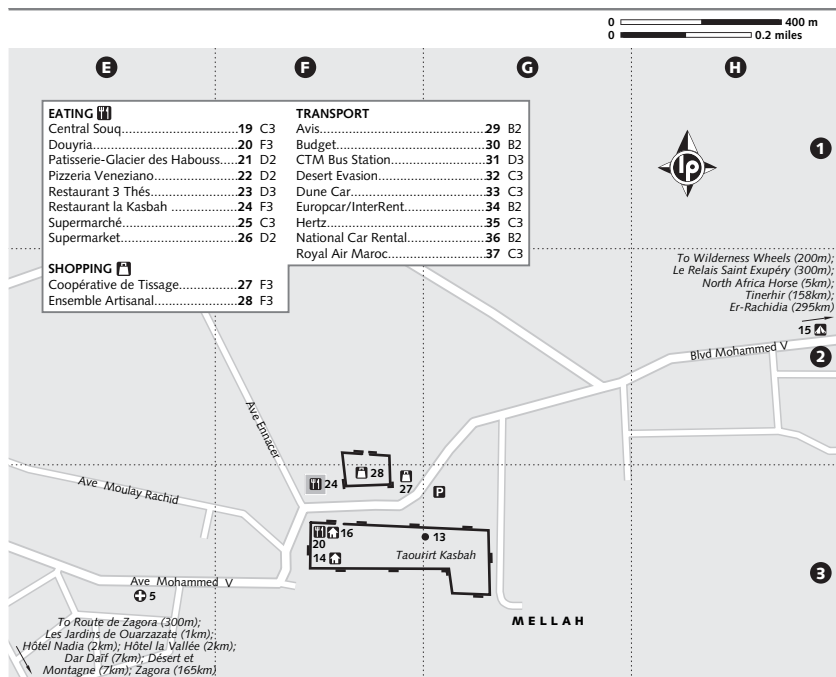 0 400 m
0 0.2 miles
E F G H
EATING
Central Souq..............................19 C3
Douyria.....................................20 F3
Patisserie-Glacier des Habouss.....21 D2
Pizzeria Veneziano.....................22 D2
Restaurant 3 Thés......................23 D3
Restaurant la Kasbah ..................24 F3
Supermarché.............................25 C3
Supermarket..............................26 D2
SHOPPING
Coopérative de Tissage...............27 F3
Ensemble Artisanal.....................28 F3
TRANSPORT
Avis..........................................29 B2
Budget......................................30 B2
CTM Bus Station........................31 D3
Desert Evasion...........................32 C3
Dune Car...................................33 C3
Europcar/InterRent.....................34 B2
Hertz.........................................35 C3
National Car Rental.....................36 B2
Royal Air Maroc..........................37 C3
lp
1
To Wilderness Wheels (200m);
Le Relais Saint Exupéry (300m);
North Africa Horse (5km);
Tinerhir (158km);
Er-Rachidia (295km)
15
Blvd Mohammed V
2
Ave Ennacer
28
24
27
P
Ave Moulay Rachid
16
20
13
14
Taourirt Kasbah
3
Ave Mohammed V
5
MELLAH
To Route de Zagora (300m);
Les Jardins de Ouarzazate (1km);
Hôtel Nadia (2km); Hôtel la Vallée (2km);
Dar Daïf (7km); Désert et
Montagne (7km); Zagora (165km)